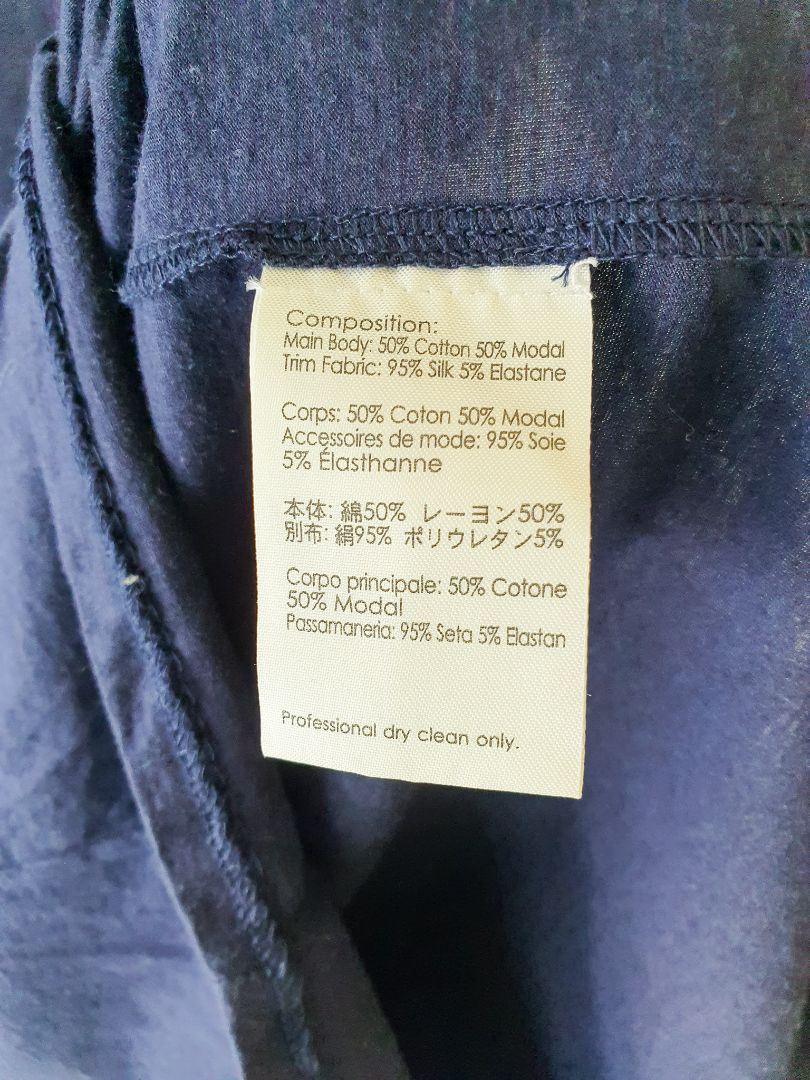 Composition:
Main Body: 50% Cotton 50% Modal
Trim Fabric: 95% Silk 5% Elastane
Corps: 50% Coton 50% Modal
Accessoires de mode: 95% Soie
5% Élasthanne
本体: 綿50% レーヨン50%
別布: 絹95% ポリウレタン5%
Corpo principale: 50% Cotone
50% Modal
Passamaneria: 95% Seta 5% Elastan
Professional dry clean only.